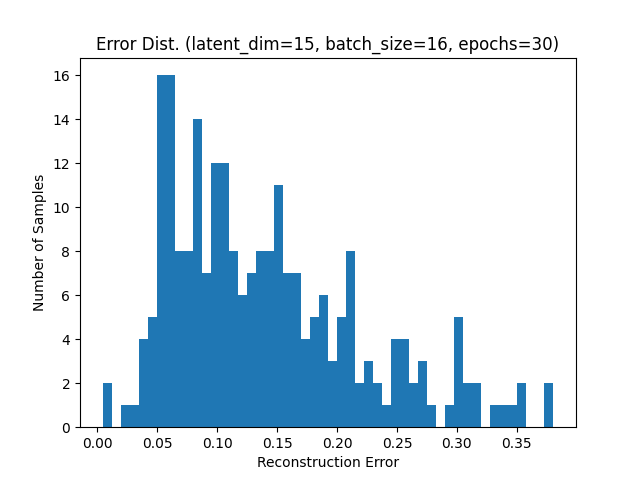 Error Dist. (latent_dim=15, batch_size=16, epochs=30)
Number of Samples
16
14
12
10
8
6
4
2
0
0.00 0.05 0.10 0.15 0.20 0.25 0.30 0.35
Reconstruction Error